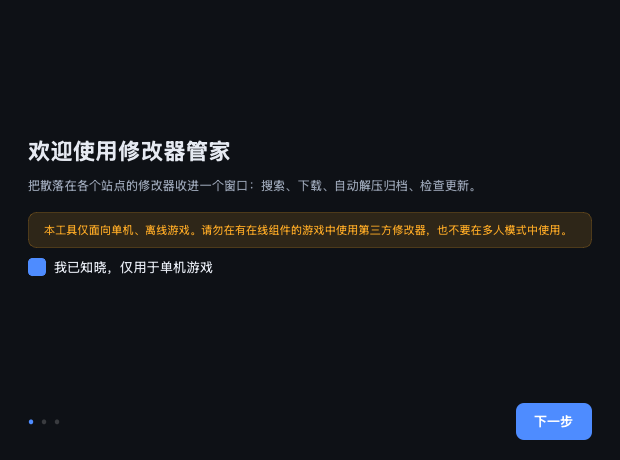 欢迎使用修改器管家
把散落在各个站点的修改器收进一个窗口：搜索、下载、自动解压归档、检查更新。
本工具仅面向单机、离线游戏。请勿在有在线组件的游戏中使用第三方修改器，也不要在多人模式中使用。
我已知晓，仅用于单机游戏
下一步